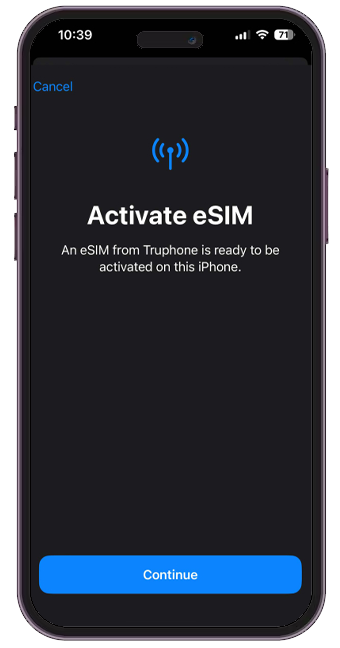 10:39
71
Cancel
Activate eSIM
An eSIM from Truphone is ready to be
activated on this iPhone.
Continue